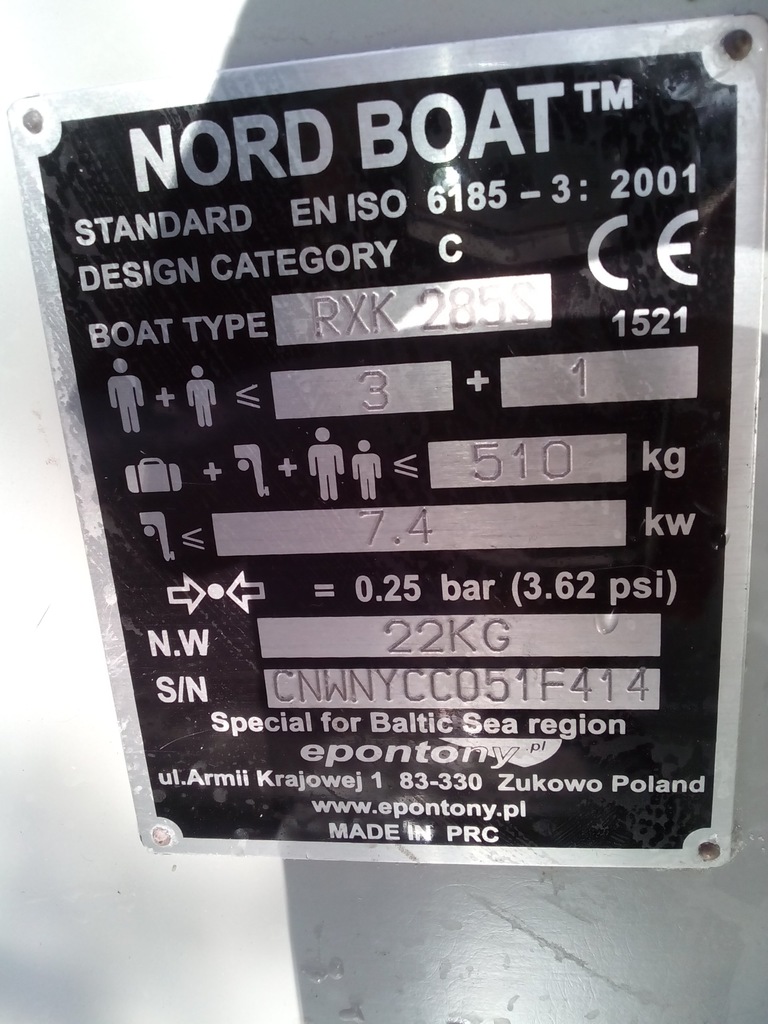 NORD BOAT™
STANDARD EN ISO 6185 – 3: 2001
DESIGN CATEGORY C CE
BOAT TYPE RXK 285S 1521
+ ≤ 3 + 1
+ + ≤ 510 kg
≤ 7.4 kw
= 0.25 bar (3.62 psi)
N.W 22KG
S/N CNWNYCC051F414
Special for Baltic Sea region
epontony.pl
ul.Armii Krajowej 1 83-330 Zukowo Poland
www.epontony.pl
MADE IN PRC